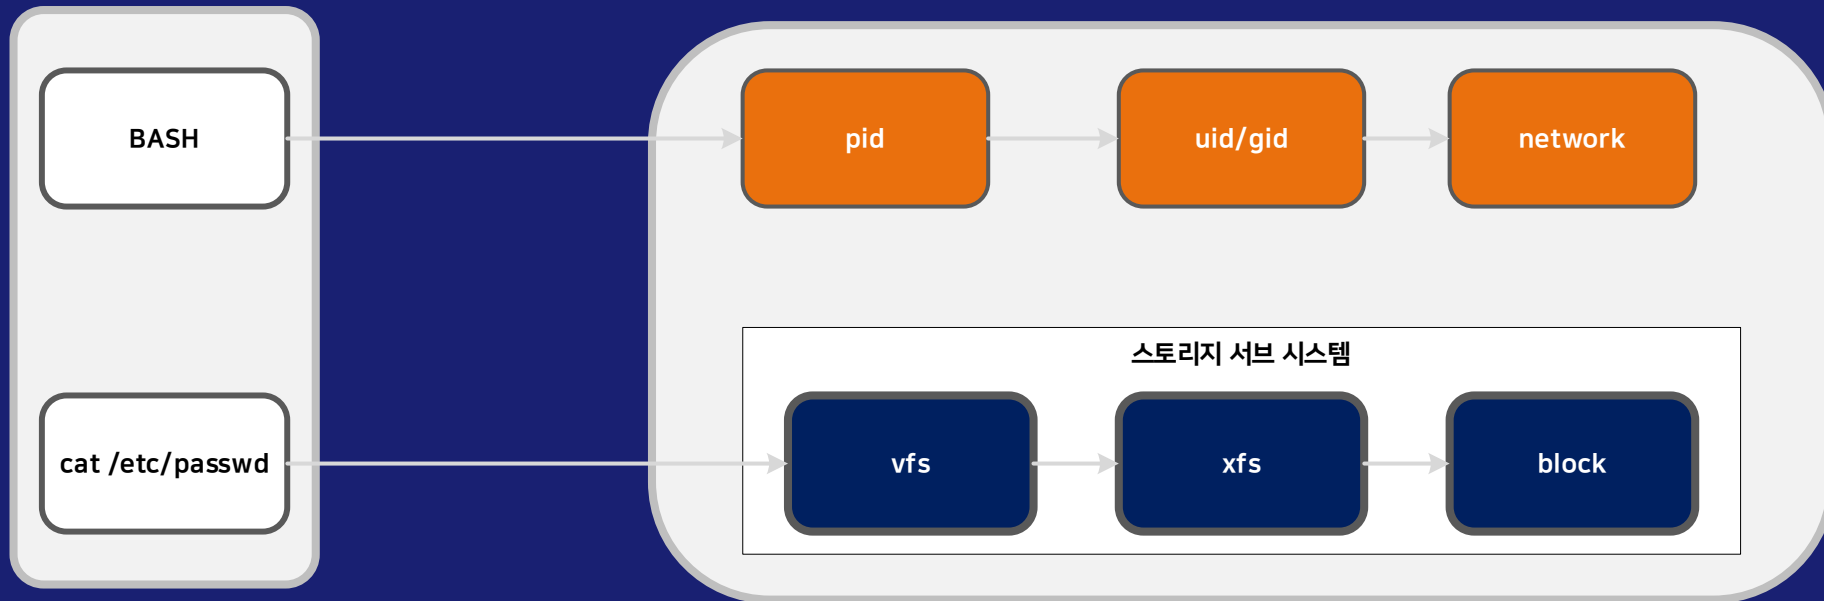 BASH
pid
uid/gid
network
스토리지 서브 시스템
cat /etc/passwd
vfs
xfs
block